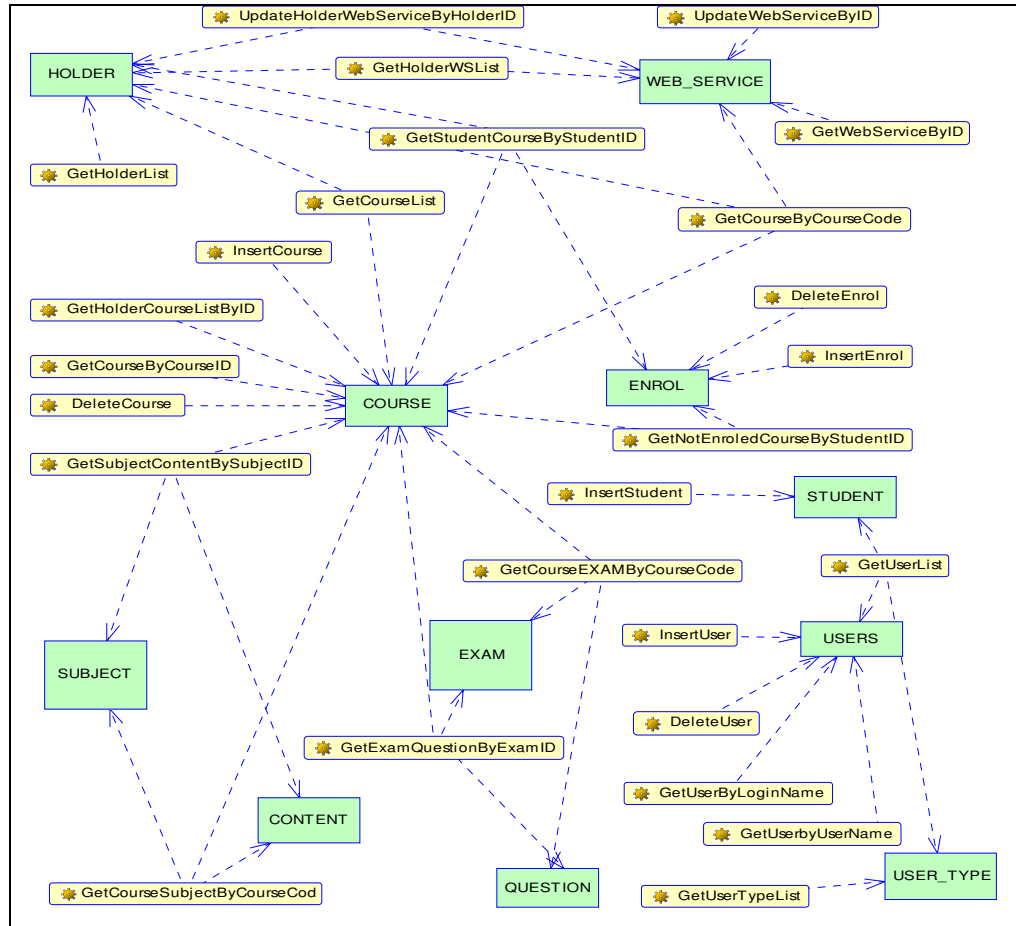 UpdateHolderWebServiceByHolderID
UpdateWebServiceByID
HOLDER
GetHolderWSList
WEB_SERVICE
GetStudentCourseByStudentID
GetWebServiceByID
GetHolderList
GetCourseList
GetCourseByCourseCode
InsertCourse
GetHolderCourseListByID
DeleteEnrol
GetCourseByCourseID
InsertEnrol
DeleteCourse
COURSE
ENROL
GetNotEnroledCourseByStudentID
GetSubjectContentBySubjectID
InsertStudent
STUDENT
GetCourseEXAMByCourseCode
GetUserList
InsertUser
USERS
EXAM
SUBJECT
DeleteUser
GetExamQuestionByExamID
GetUserByLoginName
CONTENT
GetUserbyUserName
GetCourseSubjectByCourseCod
QUESTION
USER_TYPE
GetUserTypeList